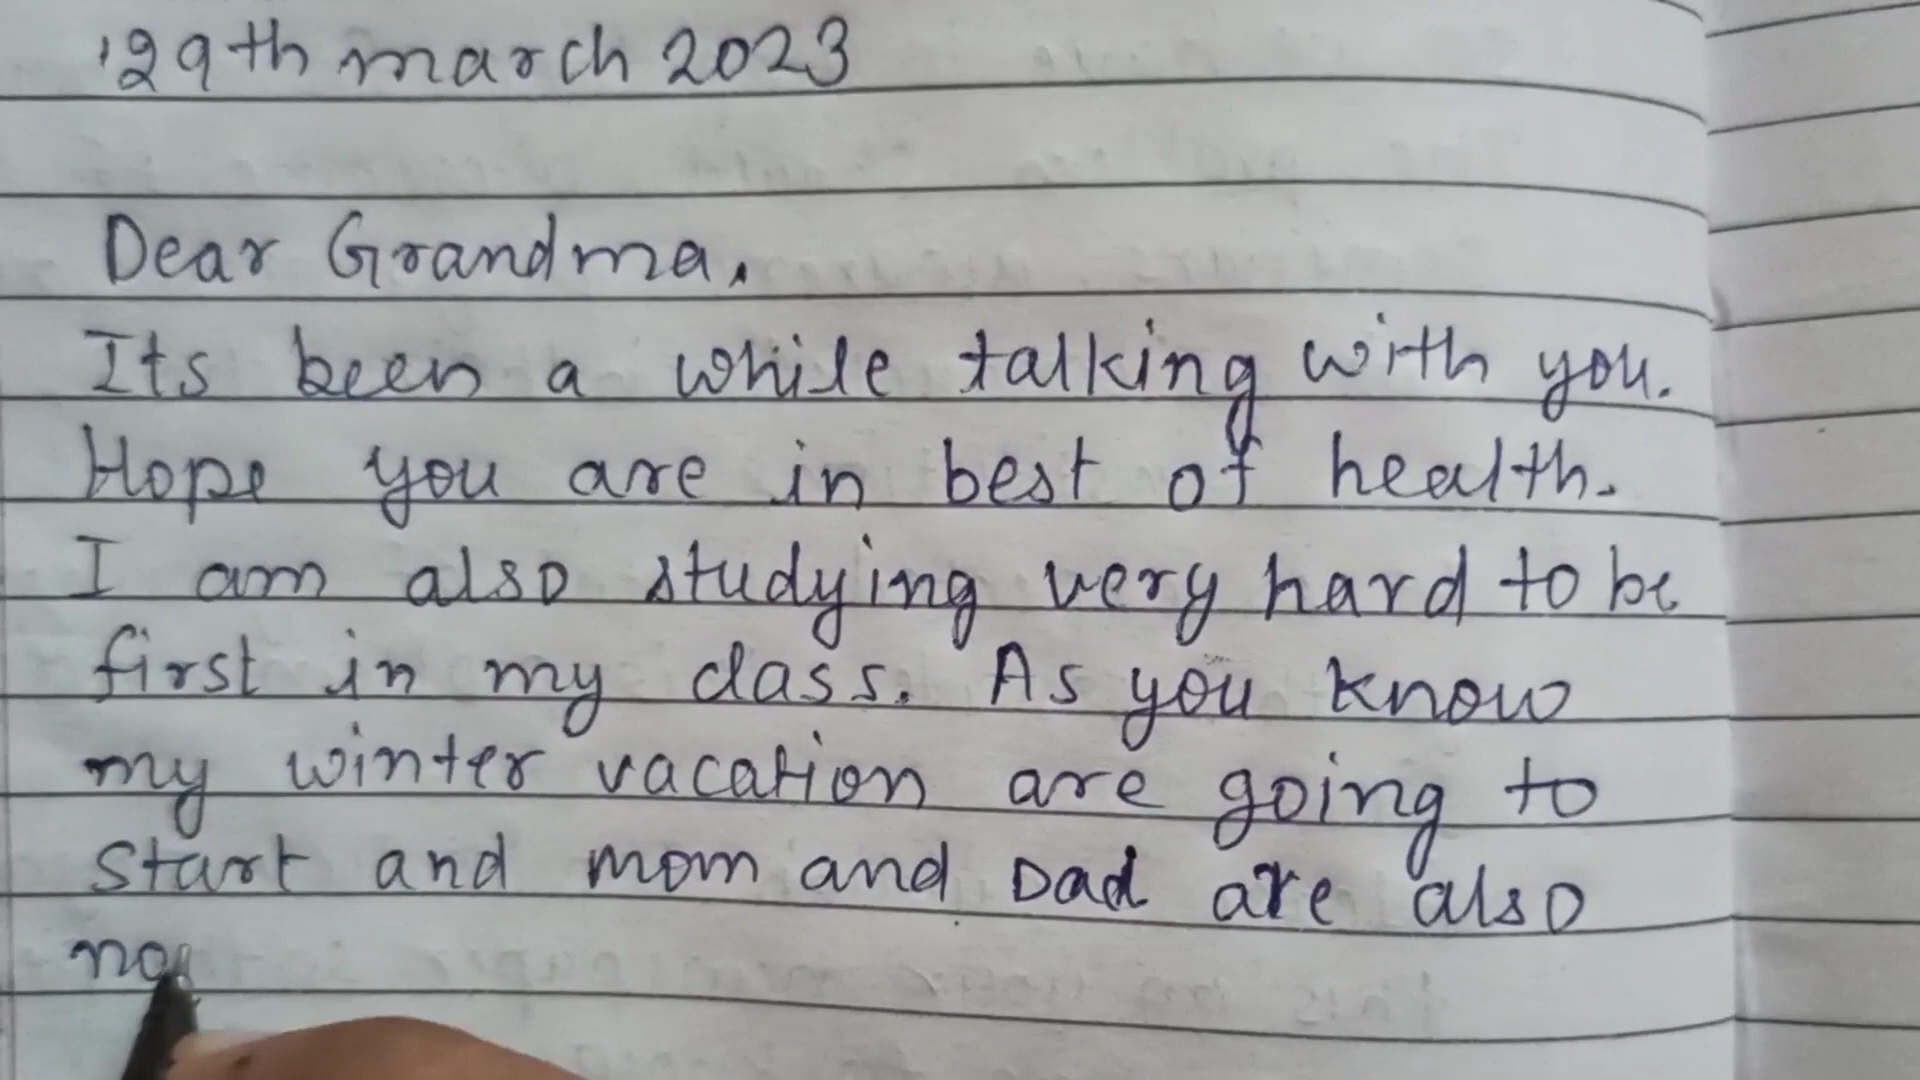 29th march 2023
Dear Grandma.
Its been a while talking with you.
Hope you are in best of health.
I am also studying very hard to be
first in my class. As you know
my winter vacation are going to
start and mom and Dad are also